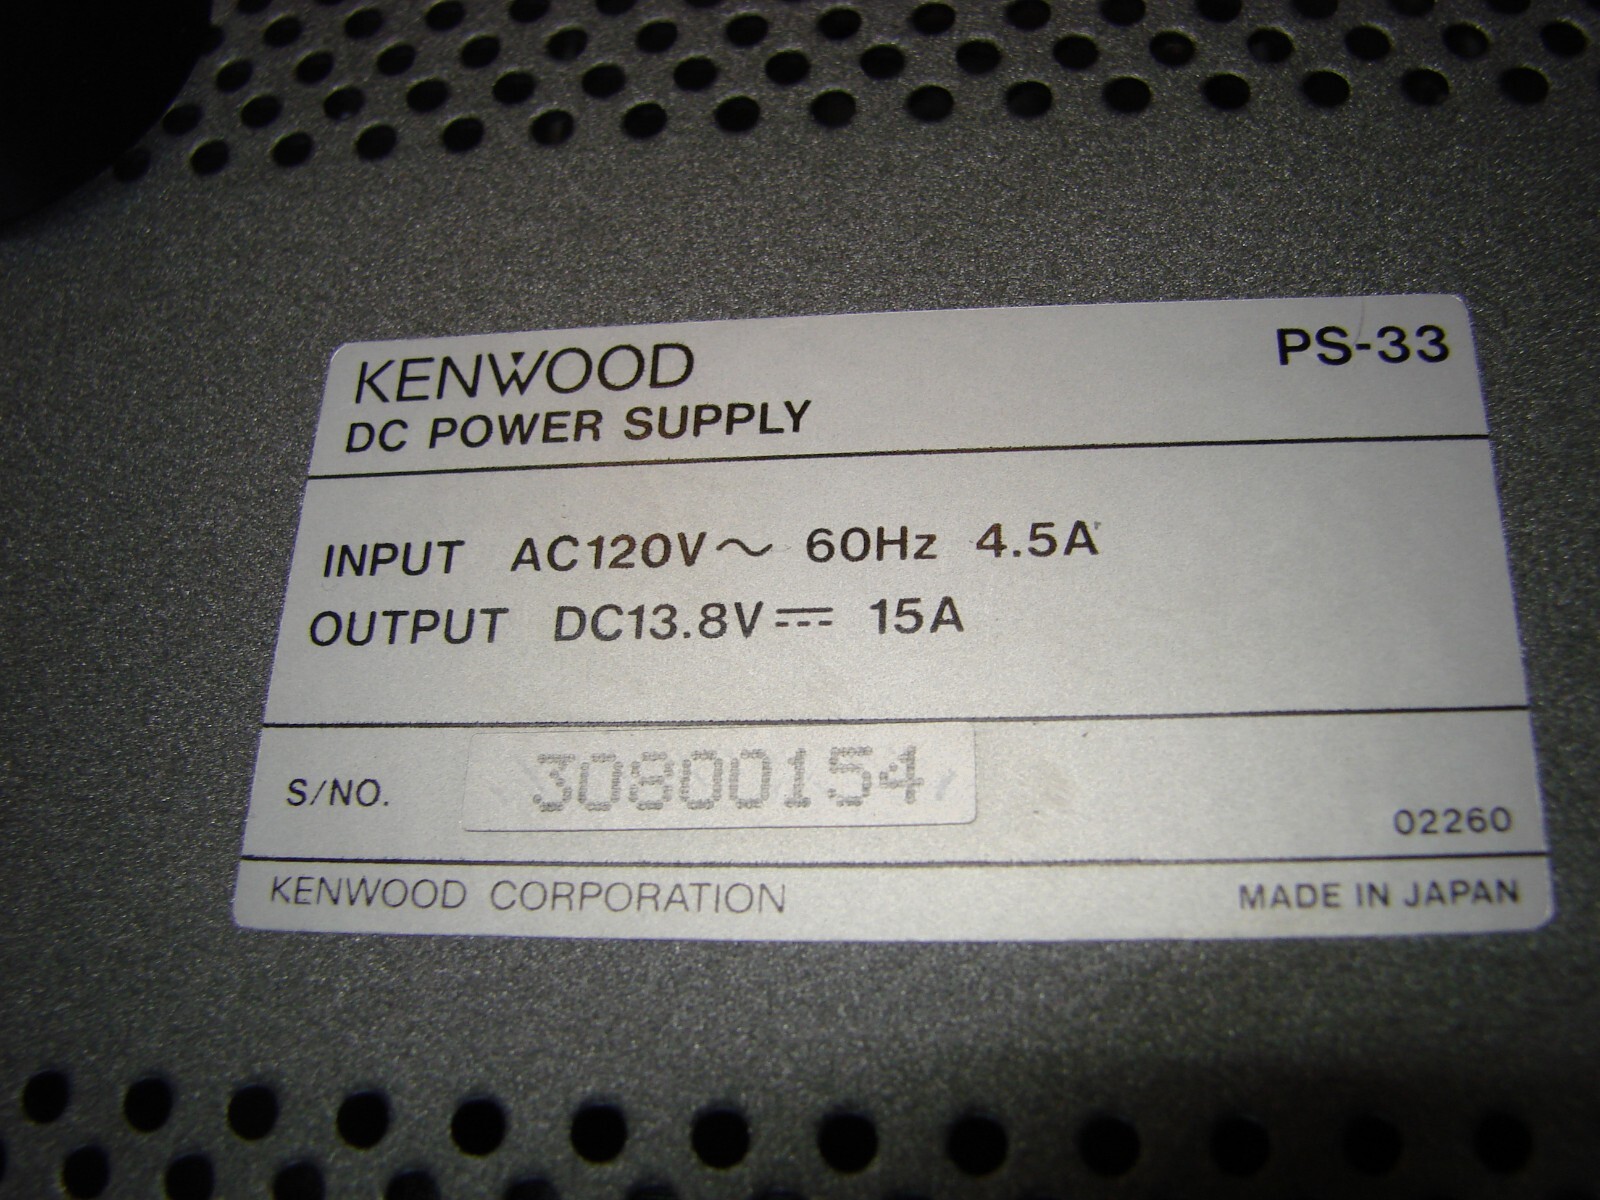 KENWOOD PS-33
DC POWER SUPPLY
INPUT AC120V～ 60Hz 4.5A
OUTPUT DC13.8V⎓ 15A
S/NO. 30800154
02260
KENWOOD CORPORATION MADE IN JAPAN